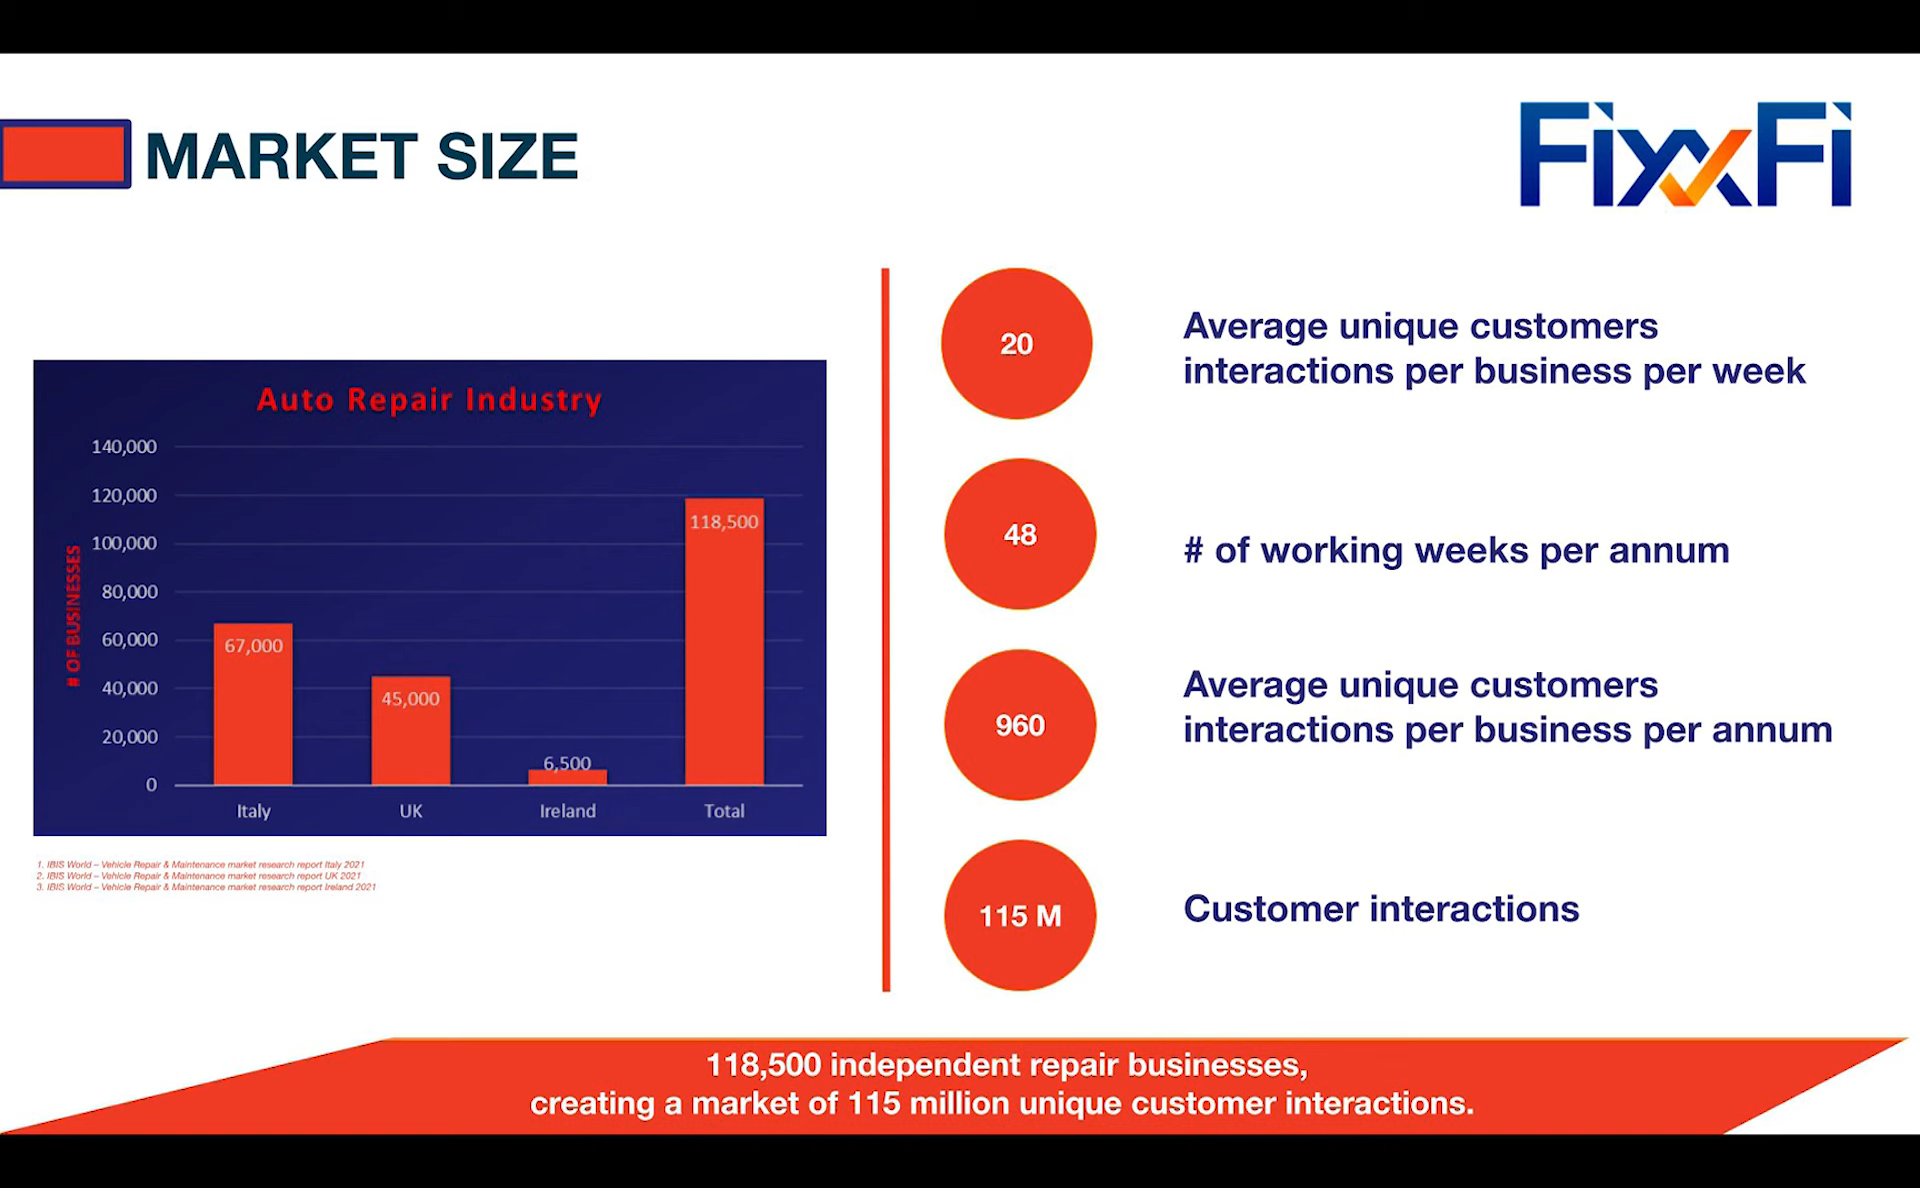 MARKET SIZE
FixxFi
Auto Repair Industry
# OF BUSINESSES
140,000
120,000
100,000
80,000
60,000
40,000
20,000
0
67,000
45,000
6,500
118,500
Italy
UK
Ireland
Total
1. IBIS World – Vehicle Repair & Maintenance market research report Italy 2021
2. IBIS World – Vehicle Repair & Maintenance market research report UK 2021
3. IBIS World – Vehicle Repair & Maintenance market research report Ireland 2021
20
Average unique customers
interactions per business per week
48
# of working weeks per annum
960
Average unique customers
interactions per business per annum
115 M
Customer interactions
118,500 independent repair businesses,
creating a market of 115 million unique customer interactions.